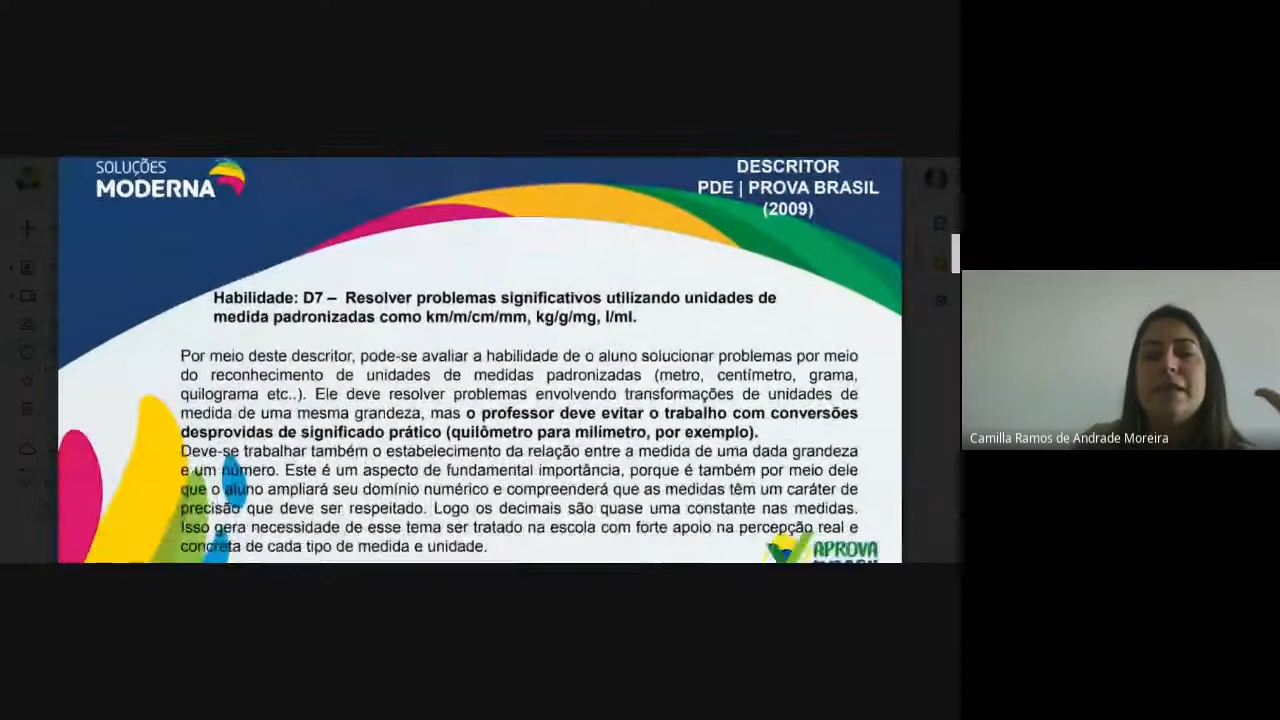 SOLUÇÕES
MODERNA
DESCRITOR
PDE | PROVA BRASIL
(2009)
Habilidade: D7 – Resolver problemas significativos utilizando unidades de
medida padronizadas como km/m/cm/mm, kg/g/mg, l/ml.
Por meio deste descritor, pode-se avaliar a habilidade de o aluno solucionar problemas por meio
do reconhecimento de unidades de medidas padronizadas (metro, centímetro, grama,
quilograma etc..). Ele deve resolver problemas envolvendo transformações de unidades de
medida de uma mesma grandeza, mas o professor deve evitar o trabalho com conversões
desprovidas de significado prático (quilômetro para milímetro, por exemplo).
Deve-se trabalhar também o estabelecimento da relação entre a medida de uma dada grandeza
e um número. Este é um aspecto de fundamental importância, porque é também por meio dele
que o aluno ampliará seu domínio numérico e compreenderá que as medidas têm um caráter de
precisão que deve ser respeitado. Logo os decimais são quase uma constante nas medidas.
Isso gera necessidade de esse tema ser tratado na escola com forte apoio na percepção real e
concreta de cada tipo de medida e unidade.
APROVA
Camilla Ramos de Andrade Moreira